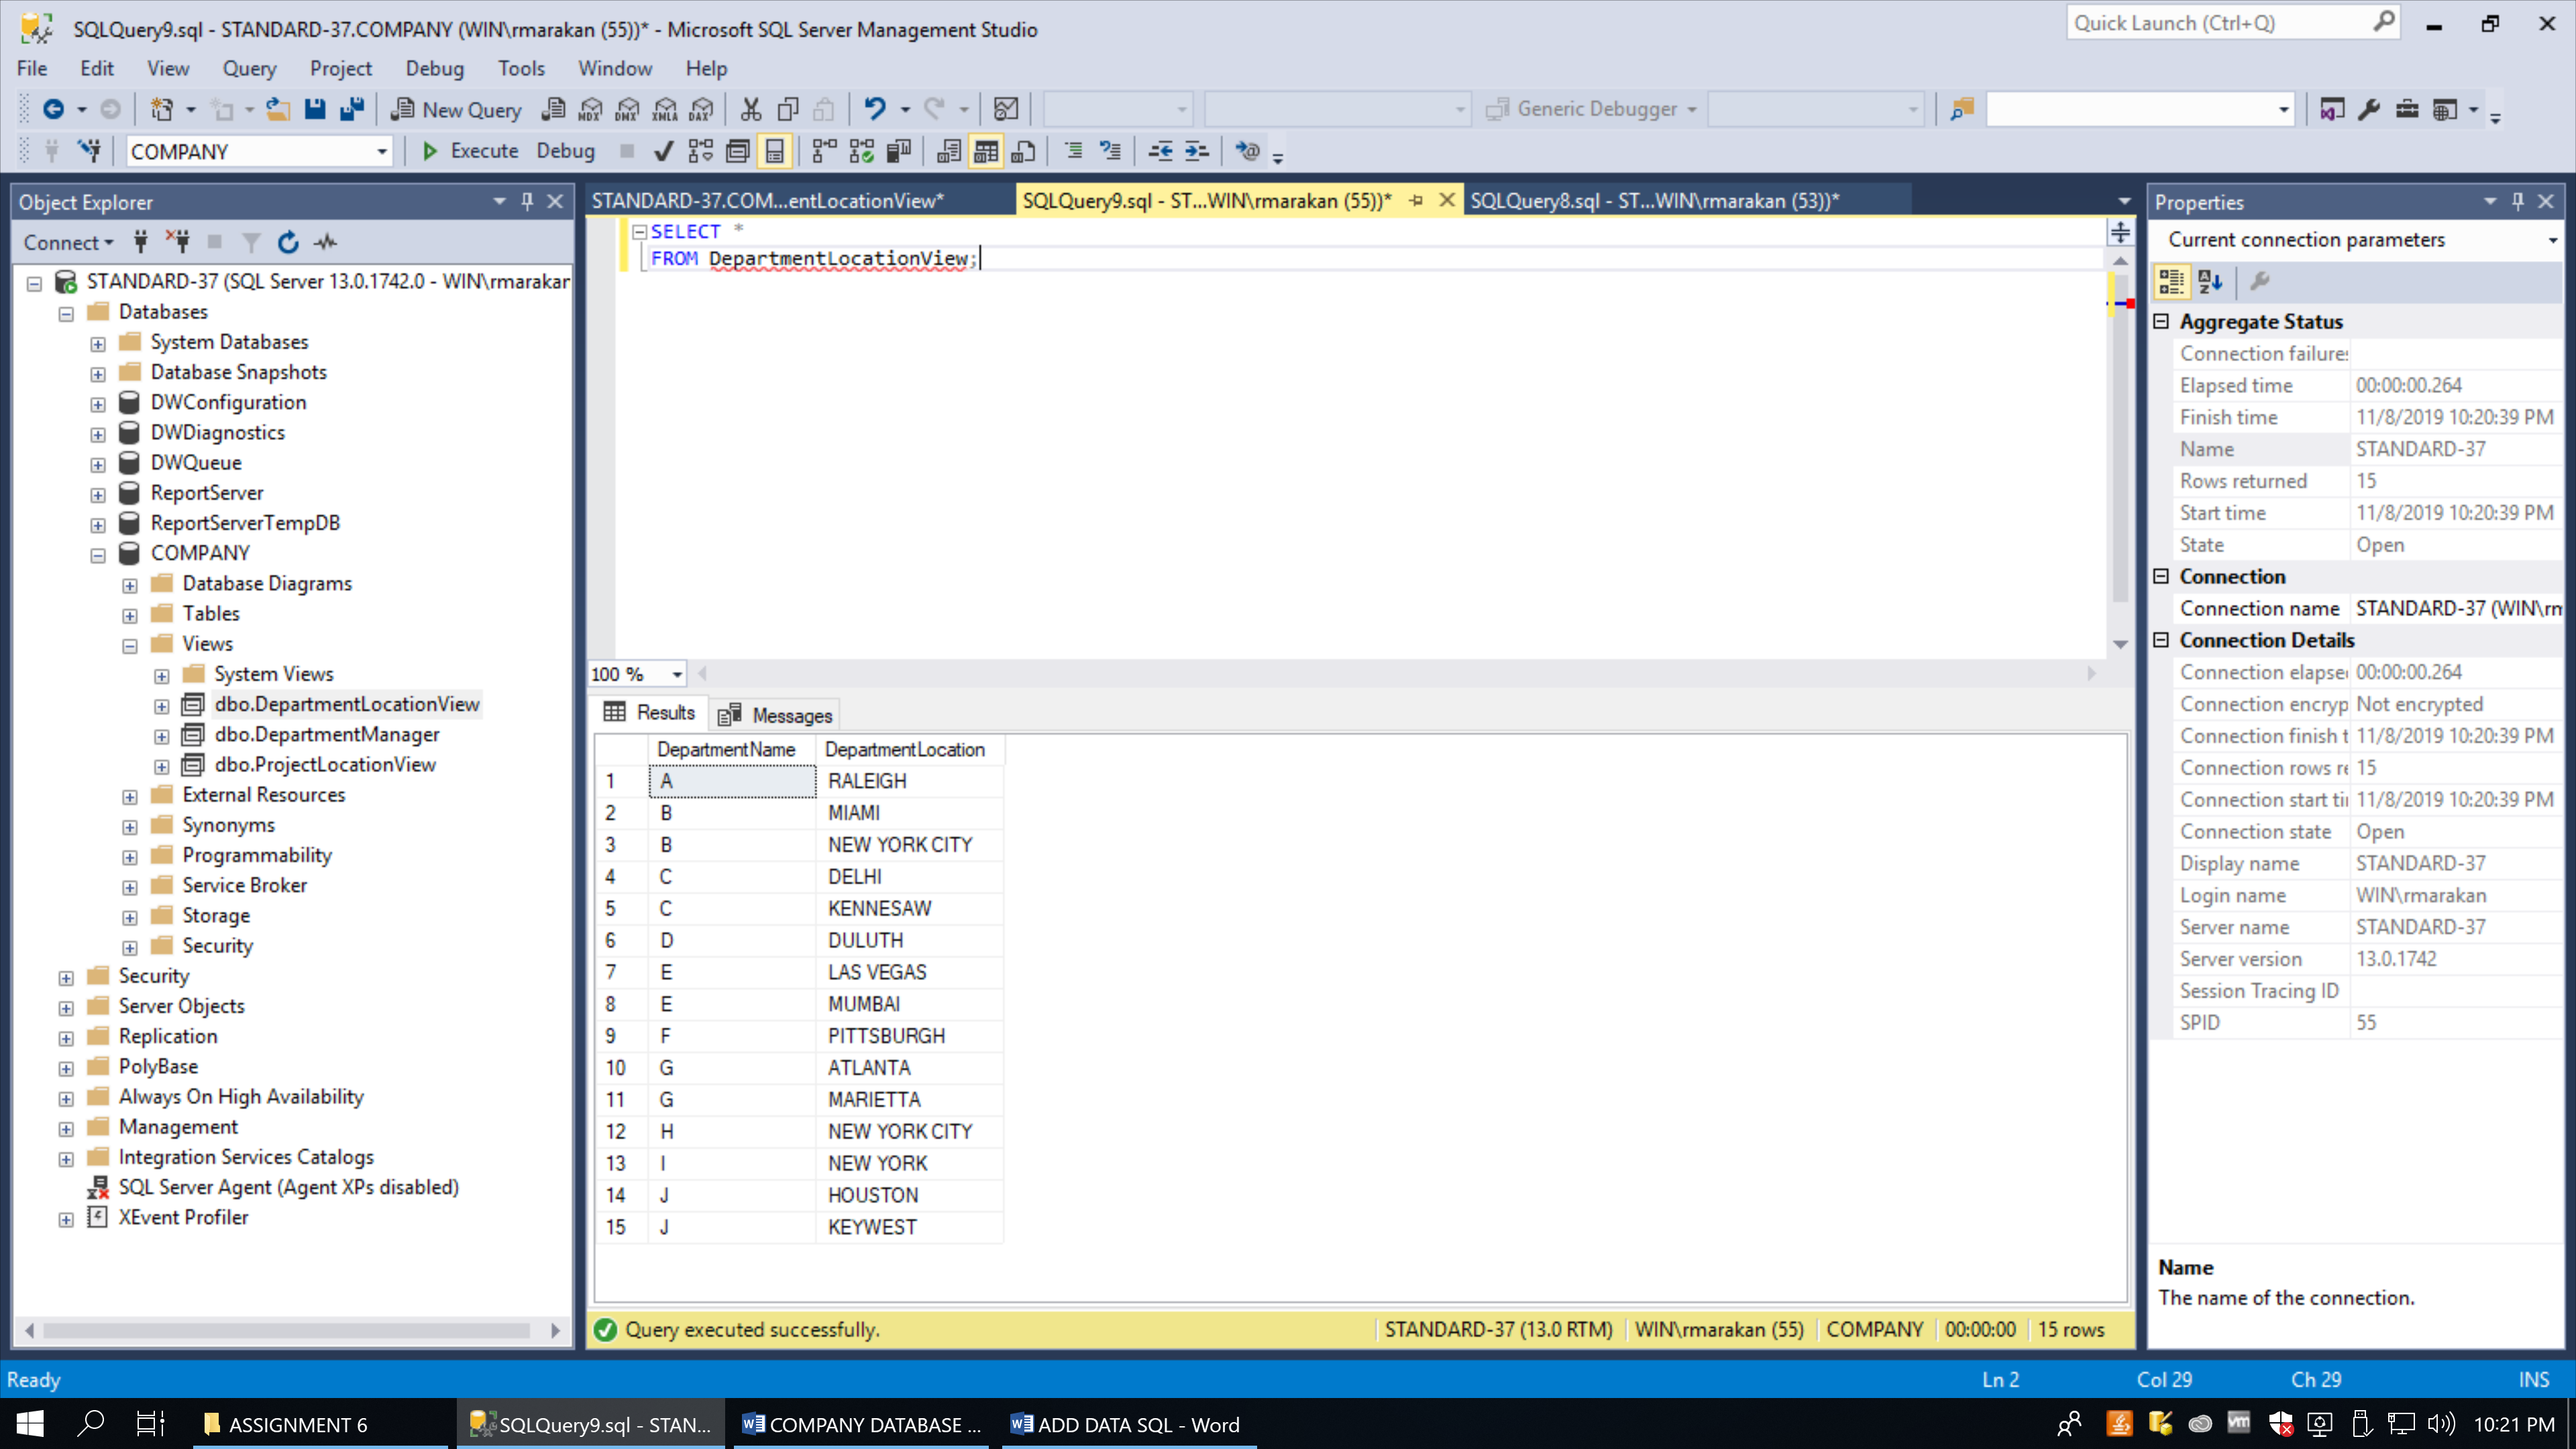 SQLQuery9.sql - STANDARD-37.COMPANY (WIN\rmarakan (55))* - Microsoft SQL Server Management Studio
Quick Launch (Ctrl+Q)
File Edit View Query Project Debug Tools Window Help
New Query MDX DMX XMLA DAX Generic Debugger
COMPANY Execute Debug
Object Explorer
Connect
STANDARD-37 (SQL Server 13.0.1742.0 - WIN\rmarakan
Databases
System Databases
Database Snapshots
DWConfiguration
DWDiagnostics
DWQueue
ReportServer
ReportServerTempDB
COMPANY
Database Diagrams
Tables
Views
System Views
dbo.DepartmentLocationView
dbo.DepartmentManager
dbo.ProjectLocationView
External Resources
Synonyms
Programmability
Service Broker
Storage
Security
Security
Server Objects
Replication
PolyBase
Always On High Availability
Management
Integration Services Catalogs
SQL Server Agent (Agent XPs disabled)
XEvent Profiler
STANDARD-37.COM...entLocationView* SQLQuery9.sql - ST...WIN\rmarakan (55))* SQLQuery8.sql - ST...WIN\rmarakan (53))*
SELECT *
FROM DepartmentLocationView;
100 %
Results Messages
DepartmentName DepartmentLocation
1 A RALEIGH
2 B MIAMI
3 B NEW YORK CITY
4 C DELHI
5 C KENNESAW
6 D DULUTH
7 E LAS VEGAS
8 E MUMBAI
9 F PITTSBURGH
10 G ATLANTA
11 G MARIETTA
12 H NEW YORK CITY
13 I NEW YORK
14 J HOUSTON
15 J KEYWEST
Query executed successfully. STANDARD-37 (13.0 RTM) WIN\rmarakan (55) COMPANY 00:00:00 15 rows
Properties
Current connection parameters
Aggregate Status
Connection failures
Elapsed time 00:00:00.264
Finish time 11/8/2019 10:20:39 PM
Name STANDARD-37
Rows returned 15
Start time 11/8/2019 10:20:39 PM
State Open
Connection
Connection name STANDARD-37 (WIN\rm
Connection Details
Connection elapse 00:00:00.264
Connection encryp Not encrypted
Connection finish t 11/8/2019 10:20:39 PM
Connection rows re 15
Connection start ti 11/8/2019 10:20:39 PM
Connection state Open
Display name STANDARD-37
Login name WIN\rmarakan
Server name STANDARD-37
Server version 13.0.1742
Session Tracing ID
SPID 55
Name
The name of the connection.
Ready Ln 2 Col 29 Ch 29 INS
ASSIGNMENT 6 SQLQuery9.sql - STAN... COMPANY DATABASE ... ADD DATA SQL - Word 10:21 PM